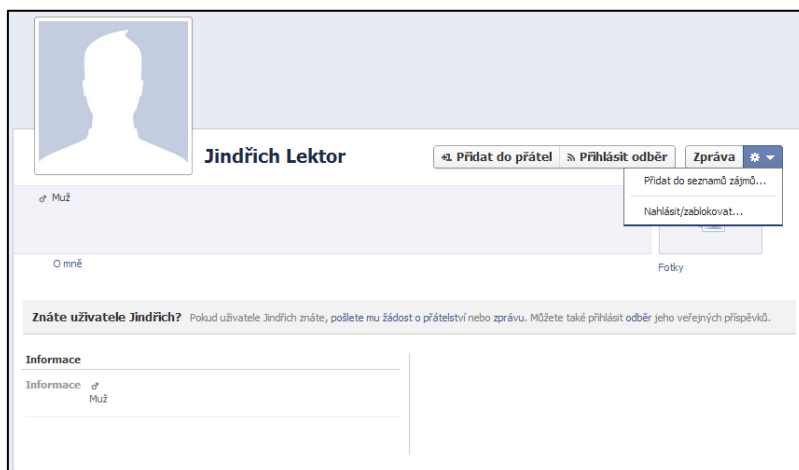 Jindřich Lektor
+1 Přidat do přátel
Přihlásit odběr
Zpráva
Přidat do seznamů zájmů...
Nahlásit/zablokovat...
♂ Muž
O mně
Fotky
Znáte uživatele Jindřich? Pokud uživatele Jindřich znáte, pošlete mu žádost o přátelství nebo zprávu. Můžete také přihlásit odběr jeho veřejných příspěvků.
Informace
Informace ♂
Muž